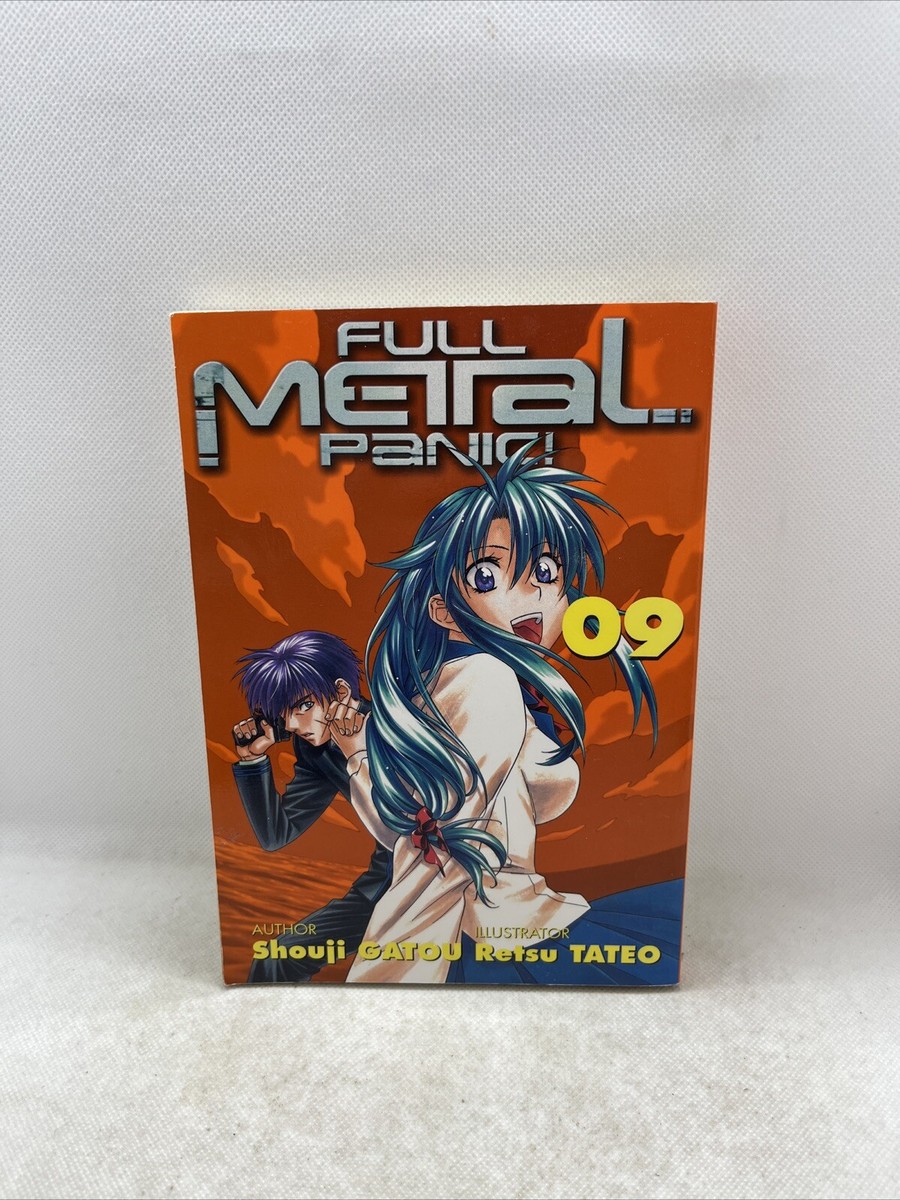 FULL
METAL
PANIC!
09
AUTHOR ILLUSTRATOR
Shouji GATOU Retsu TATEO